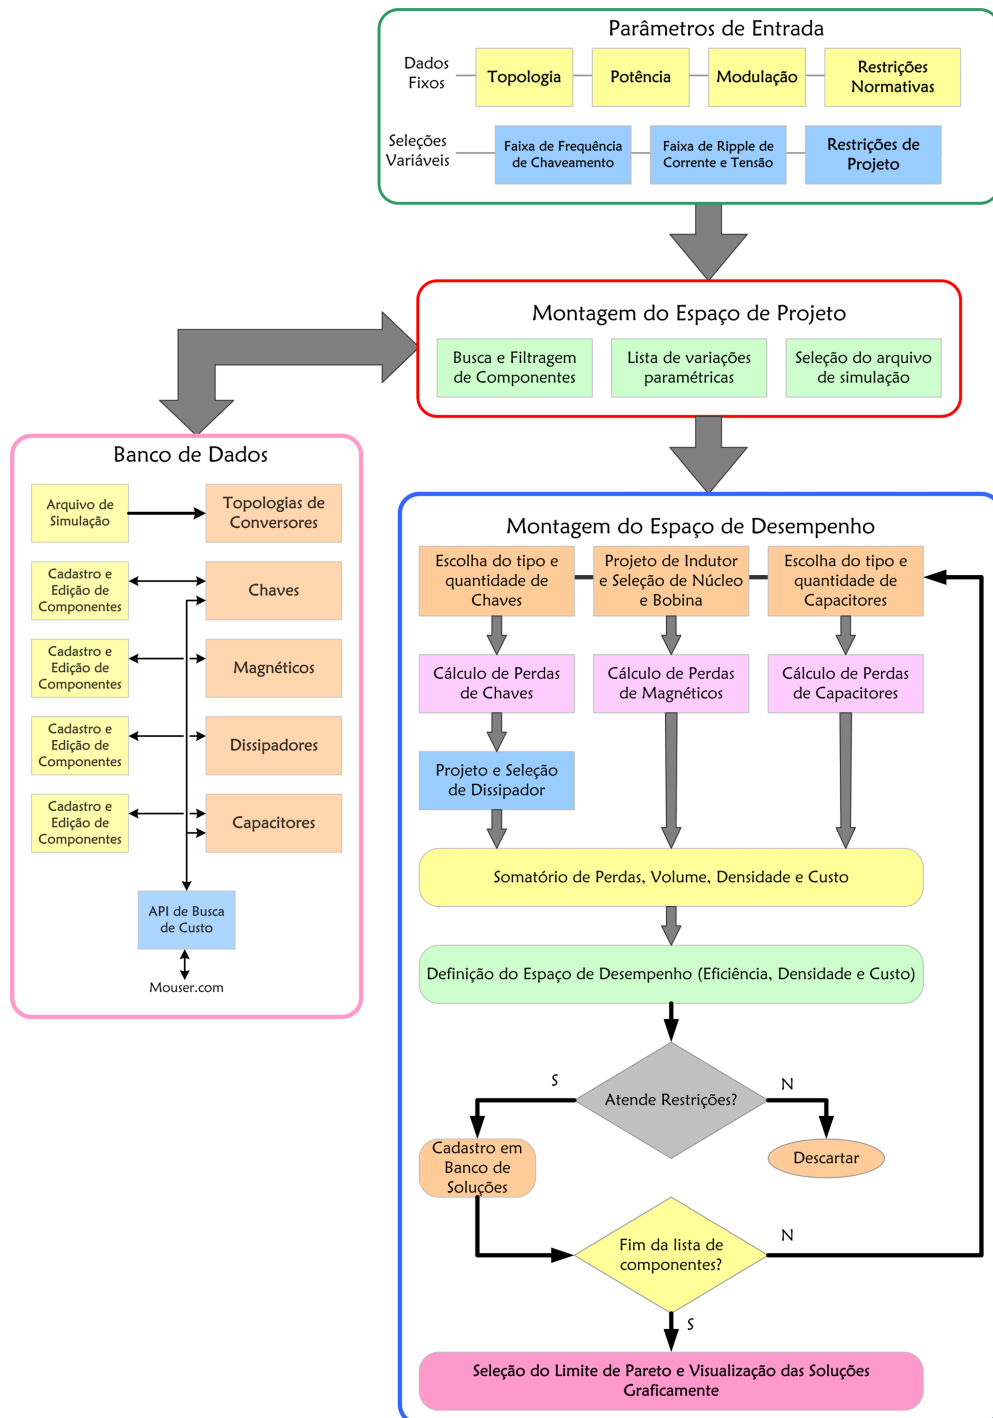 Parâmetros de Entrada
Dados
Fixos
Topologia
Potência
Modulação
Restrições
Normativas
Seleções
Variáveis
Faixa de Frequência
de Chaveamento
Faixa de Ripple de
Corrente e Tensão
Restrições de
Projeto
Montagem do Espaço de Projeto
Busca e Filtragem
de Componentes
Lista de variações
paramétricas
Seleção do arquivo
de simulação
Banco de Dados
Arquivo de
Simulação
Topologias de
Conversores
Cadastro e
Edição de
Componentes
Chaves
Cadastro e
Edição de
Componentes
Magnéticos
Cadastro e
Edição de
Componentes
Dissipadores
Cadastro e
Edição de
Componentes
Capacitores
API de Busca
de Custo
Mouser.com
Montagem do Espaço de Desempenho
Escolha do tipo e
quantidade de
Chaves
Projeto de Indutor
e Seleção de Núcleo
e Bobina
Escolha do tipo e
quantidade de
Capacitores
Cálculo de Perdas
de Chaves
Cálculo de Perdas
de Magnéticos
Cálculo de Perdas
de Capacitores
Projeto e Seleção
de Dissipador
Somatório de Perdas, Volume, Densidade e Custo
Definição do Espaço de Desempenho (Eficiência, Densidade e Custo)
Atende Restrições?
S
N
Cadastro em
Banco de
Soluções
Descartar
Fim da lista de
componentes?
N
S
Seleção do Limite de Pareto e Visualização das Soluções
Graficamente